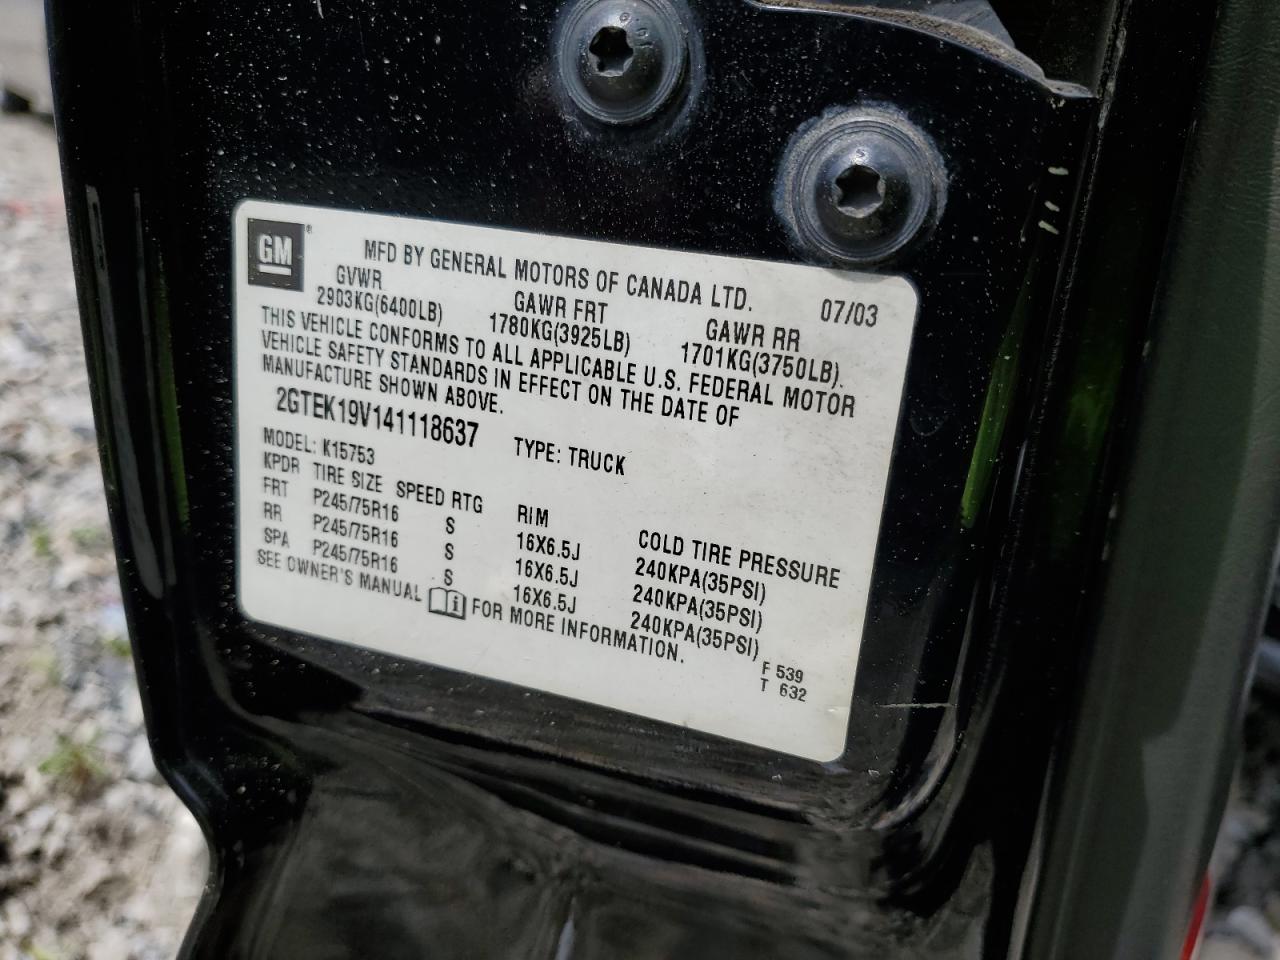 GM
MFD BY GENERAL MOTORS OF CANADA LTD. 07/03
GVWR GAWR FRT GAWR RR
2903KG(6400LB) 1780KG(3925LB) 1701KG(3750LB).
THIS VEHICLE CONFORMS TO ALL APPLICABLE U.S. FEDERAL MOTOR
VEHICLE SAFETY STANDARDS IN EFFECT ON THE DATE OF
MANUFACTURE SHOWN ABOVE.
2GTEK19V141118637 TYPE: TRUCK
MODEL: K15753
KPDR TIRE SIZE SPEED RTG RIM COLD TIRE PRESSURE
FRT P245/75R16 S 16X6.5J 240KPA(35PSI)
RR P245/75R16 S 16X6.5J 240KPA(35PSI)
SPA P245/75R16 S 16X6.5J 240KPA(35PSI)
SEE OWNER'S MANUAL FOR MORE INFORMATION.
F 539
T 632